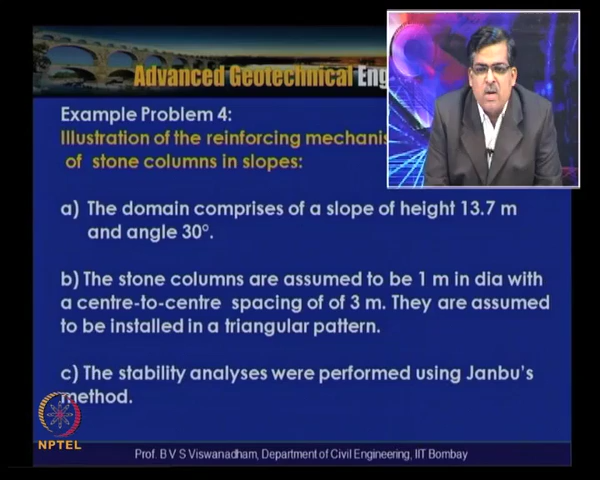 Advanced Geotechnical
Example Problem 4:
Illustration of the reinforcing
of stone columns in slopes:
a) The domain comprises of a slope of height 13.7 m
and angle 30°.
b) The stone columns are assumed to be 1 m in dia with
a centre-to-centre spacing of of 3 m. They are assumed
to be installed in a triangular pattern.
c) The stability analyses were performed using Janbu's
method.
NPTEL
Prof. B V S Viswanadham, Department of Civil Engineering, IIT Bombay